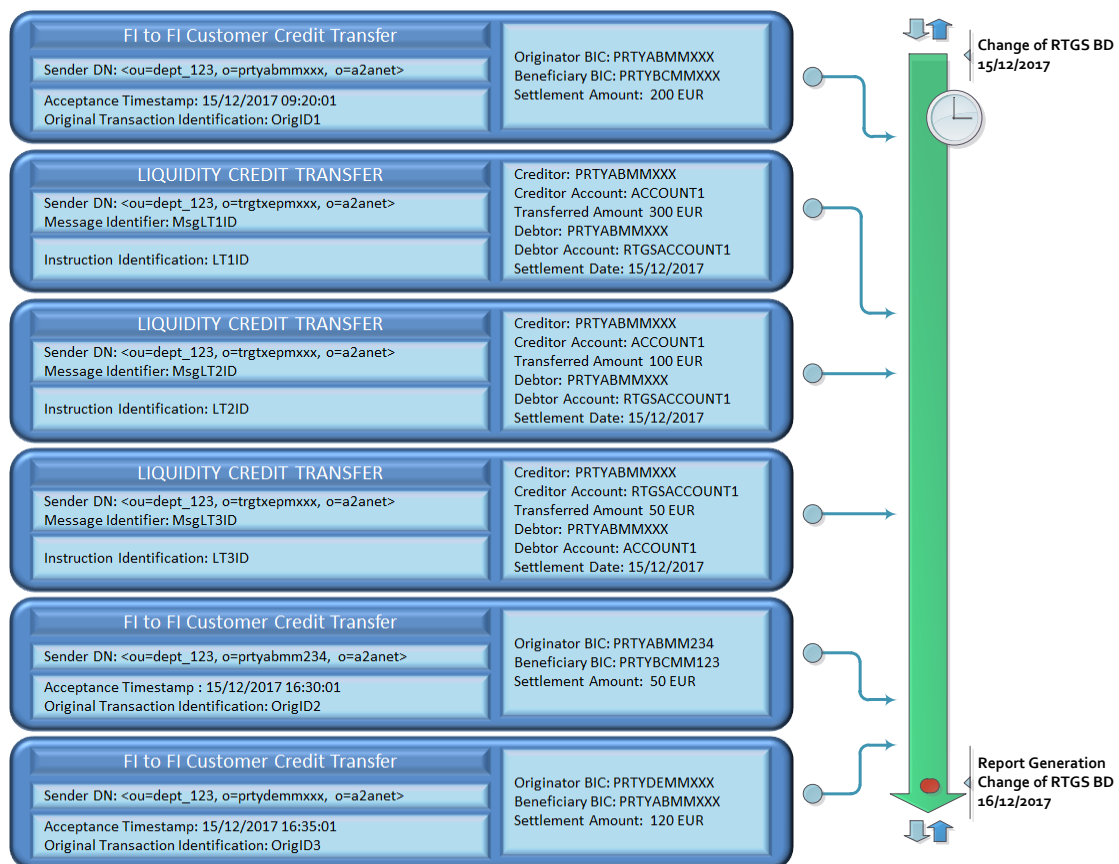 FI to FI Customer Credit Transfer
Sender DN: <ou=dept_123, o=prtyabmmxxx, o=a2anet>
Acceptance Timestamp: 15/12/2017 09:20:01
Original Transaction Identification: OrigID1
Originator BIC: PRTYABMMXXX
Beneficiary BIC: PRTYBCMMXXX
Settlement Amount: 200 EUR
LIQUIDITY CREDIT TRANSFER
Sender DN: <ou=dept_123, o=trgtxepmxxx, o=a2anet>
Message Identifier: MsgLT1ID
Instruction Identification: LT1ID
Creditor: PRTYABMMXXX
Creditor Account: ACCOUNT1
Transferred Amount 300 EUR
Debtor: PRTYABMMXXX
Debtor Account: RTGSACCOUNT1
Settlement Date: 15/12/2017
LIQUIDITY CREDIT TRANSFER
Sender DN: <ou=dept_123, o=trgtxepmxxx, o=a2anet>
Message Identifier: MsgLT2ID
Instruction Identification: LT2ID
Creditor: PRTYABMMXXX
Creditor Account: ACCOUNT1
Transferred Amount 100 EUR
Debtor: PRTYABMMXXX
Debtor Account: RTGSACCOUNT1
Settlement Date: 15/12/2017
LIQUIDITY CREDIT TRANSFER
Sender DN: <ou=dept_123, o=trgtxepmxxx, o=a2anet>
Message Identifier: MsgLT3ID
Instruction Identification: LT3ID
Creditor: PRTYABMMXXX
Creditor Account: RTGSACCOUNT1
Transferred Amount 50 EUR
Debtor: PRTYABMMXXX
Debtor Account: ACCOUNT1
Settlement Date: 15/12/2017
FI to FI Customer Credit Transfer
Sender DN: <ou=dept_123, o=prtyabmm234, o=a2anet>
Acceptance Timestamp : 15/12/2017 16:30:01
Original Transaction Identification: OrigID2
Originator BIC: PRTYABMM234
Beneficiary BIC: PRTYBCMM123
Settlement Amount: 50 EUR
FI to FI Customer Credit Transfer
Sender DN: <ou=dept_123, o=prtydemmxxx, o=a2anet>
Acceptance Timestamp: 15/12/2017 16:35:01
Original Transaction Identification: OrigID3
Originator BIC: PRTYDEMMXXX
Beneficiary BIC: PRTYABMMXXX
Settlement Amount: 120 EUR
Change of RTGS BD
15/12/2017
Report Generation
Change of RTGS BD
16/12/2017